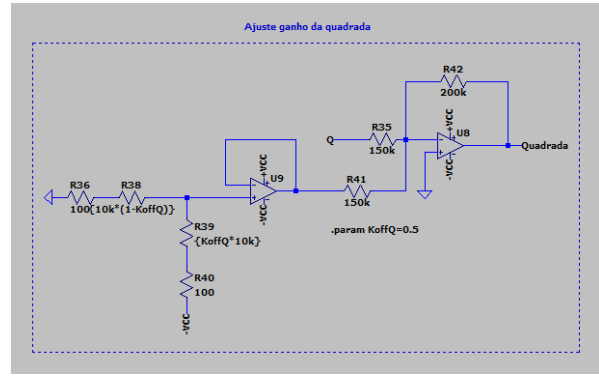 Ajuste ganho da quadrada
R42
200k
+VCC
U8
R35
Q
150k
Quadrada
-VCC
+VCC
U9
R41
150k
-VCC
R36
R38
100
{10k*(1-KoffQ)}
R39
{KoffQ*10k}
.param KoffQ=0.5
R40
100
-VCC